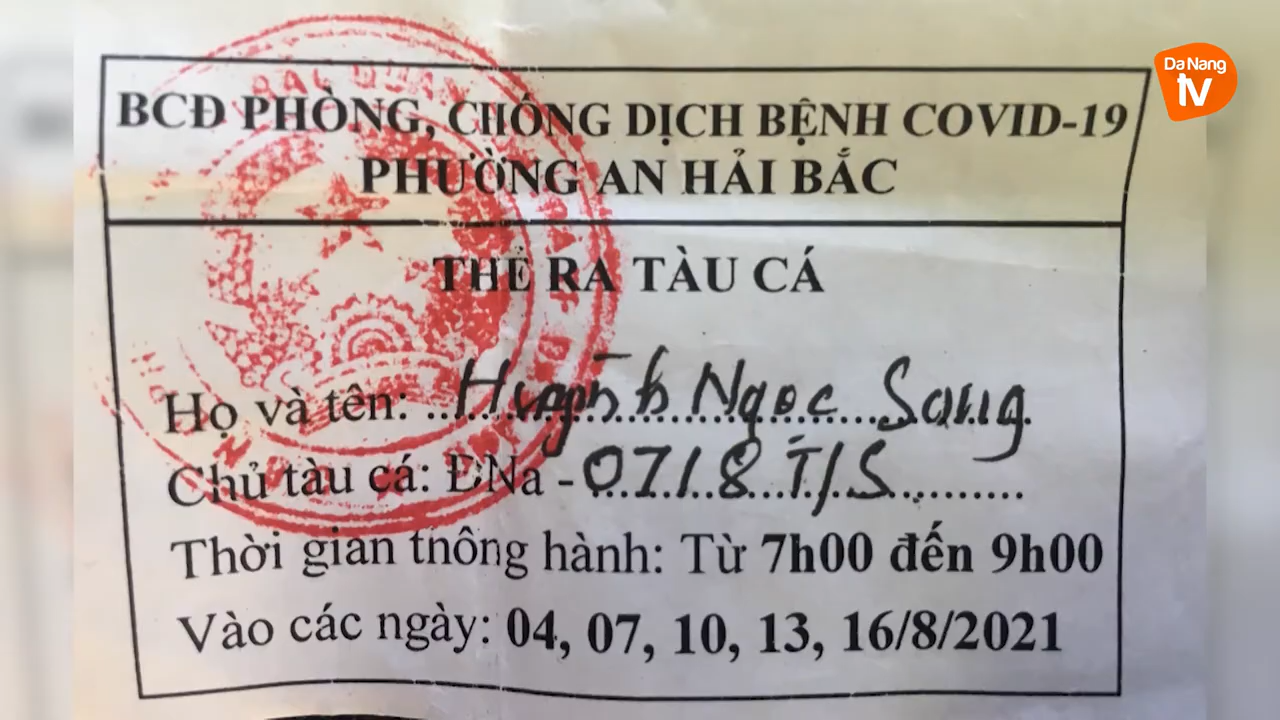 Da Nang
tv
BCĐ PHÒNG, CHỐNG DỊCH BỆNH COVID-19
PHƯỜNG AN HẢI BẮC
THẺ RA TÀU CÁ
Họ và tên: Huỳnh Ngọc Sang
Chủ tàu cá: ĐNa - 0718 T/S
Thời gian thông hành: Từ 7h00 đến 9h00
Vào các ngày: 04, 07, 10, 13, 16/8/2021